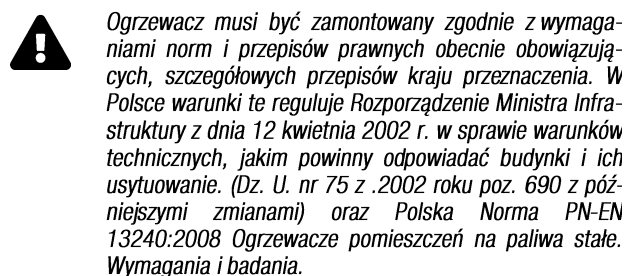 Ogrzewacz musi być zamontowany zgodnie z wymaga-
niami norm i przepisów prawnych obecnie obowiązują-
cych, szczegółowych przepisów kraju przeznaczenia. W
Polsce warunki te reguluje Rozporządzenie Ministra Infra-
struktury z dnia 12 kwietnia 2002 r. w sprawie warunków
technicznych, jakim powinny odpowiadać budynki i ich
usytuowanie. (Dz. U. nr 75 z .2002 roku poz. 690 z póź-
niejszymi zmianami) oraz Polska Norma PN-EN
13240:2008 Ogrzewacze pomieszczeń na paliwa stałe.
Wymagania i badania.